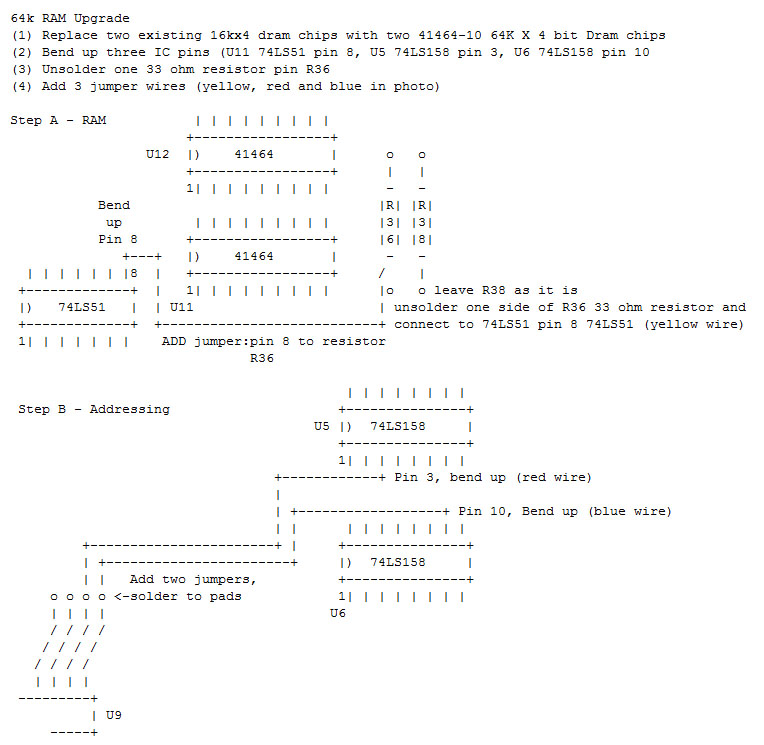 64k RAM Upgrade
(1) Replace two existing 16kx4 dram chips with two 41464-10 64K X 4 bit Dram chips
(2) Bend up three IC pins (U11 74LS51 pin 8, U5 74LS158 pin 3, U6 74LS158 pin 10
(3) Unsolder one 33 ohm resistor pin R36
(4) Add 3 jumper wires (yellow, red and blue in photo)
Step A - RAM
U12 |) 41464 | o o
1|
Bend |R| |R|
up |3| |3|
Pin 8 |6| |8|
|) 41464 |
8
1| |o o leave R38 as it is
|) 74LS51 | | U11 | unsolder one side of R36 33 ohm resistor and
connect to 74LS51 pin 8 74LS51 (yellow wire)
1| ADD jumper:pin 8 to resistor
R36
Step B - Addressing
U5 |) 74LS158 |
1|
Pin 3, bend up (red wire)
Pin 10, Bend up (blue wire)
|) 74LS158 |
Add two jumpers,
o o o o <-solder to pads 1|
U6
U9